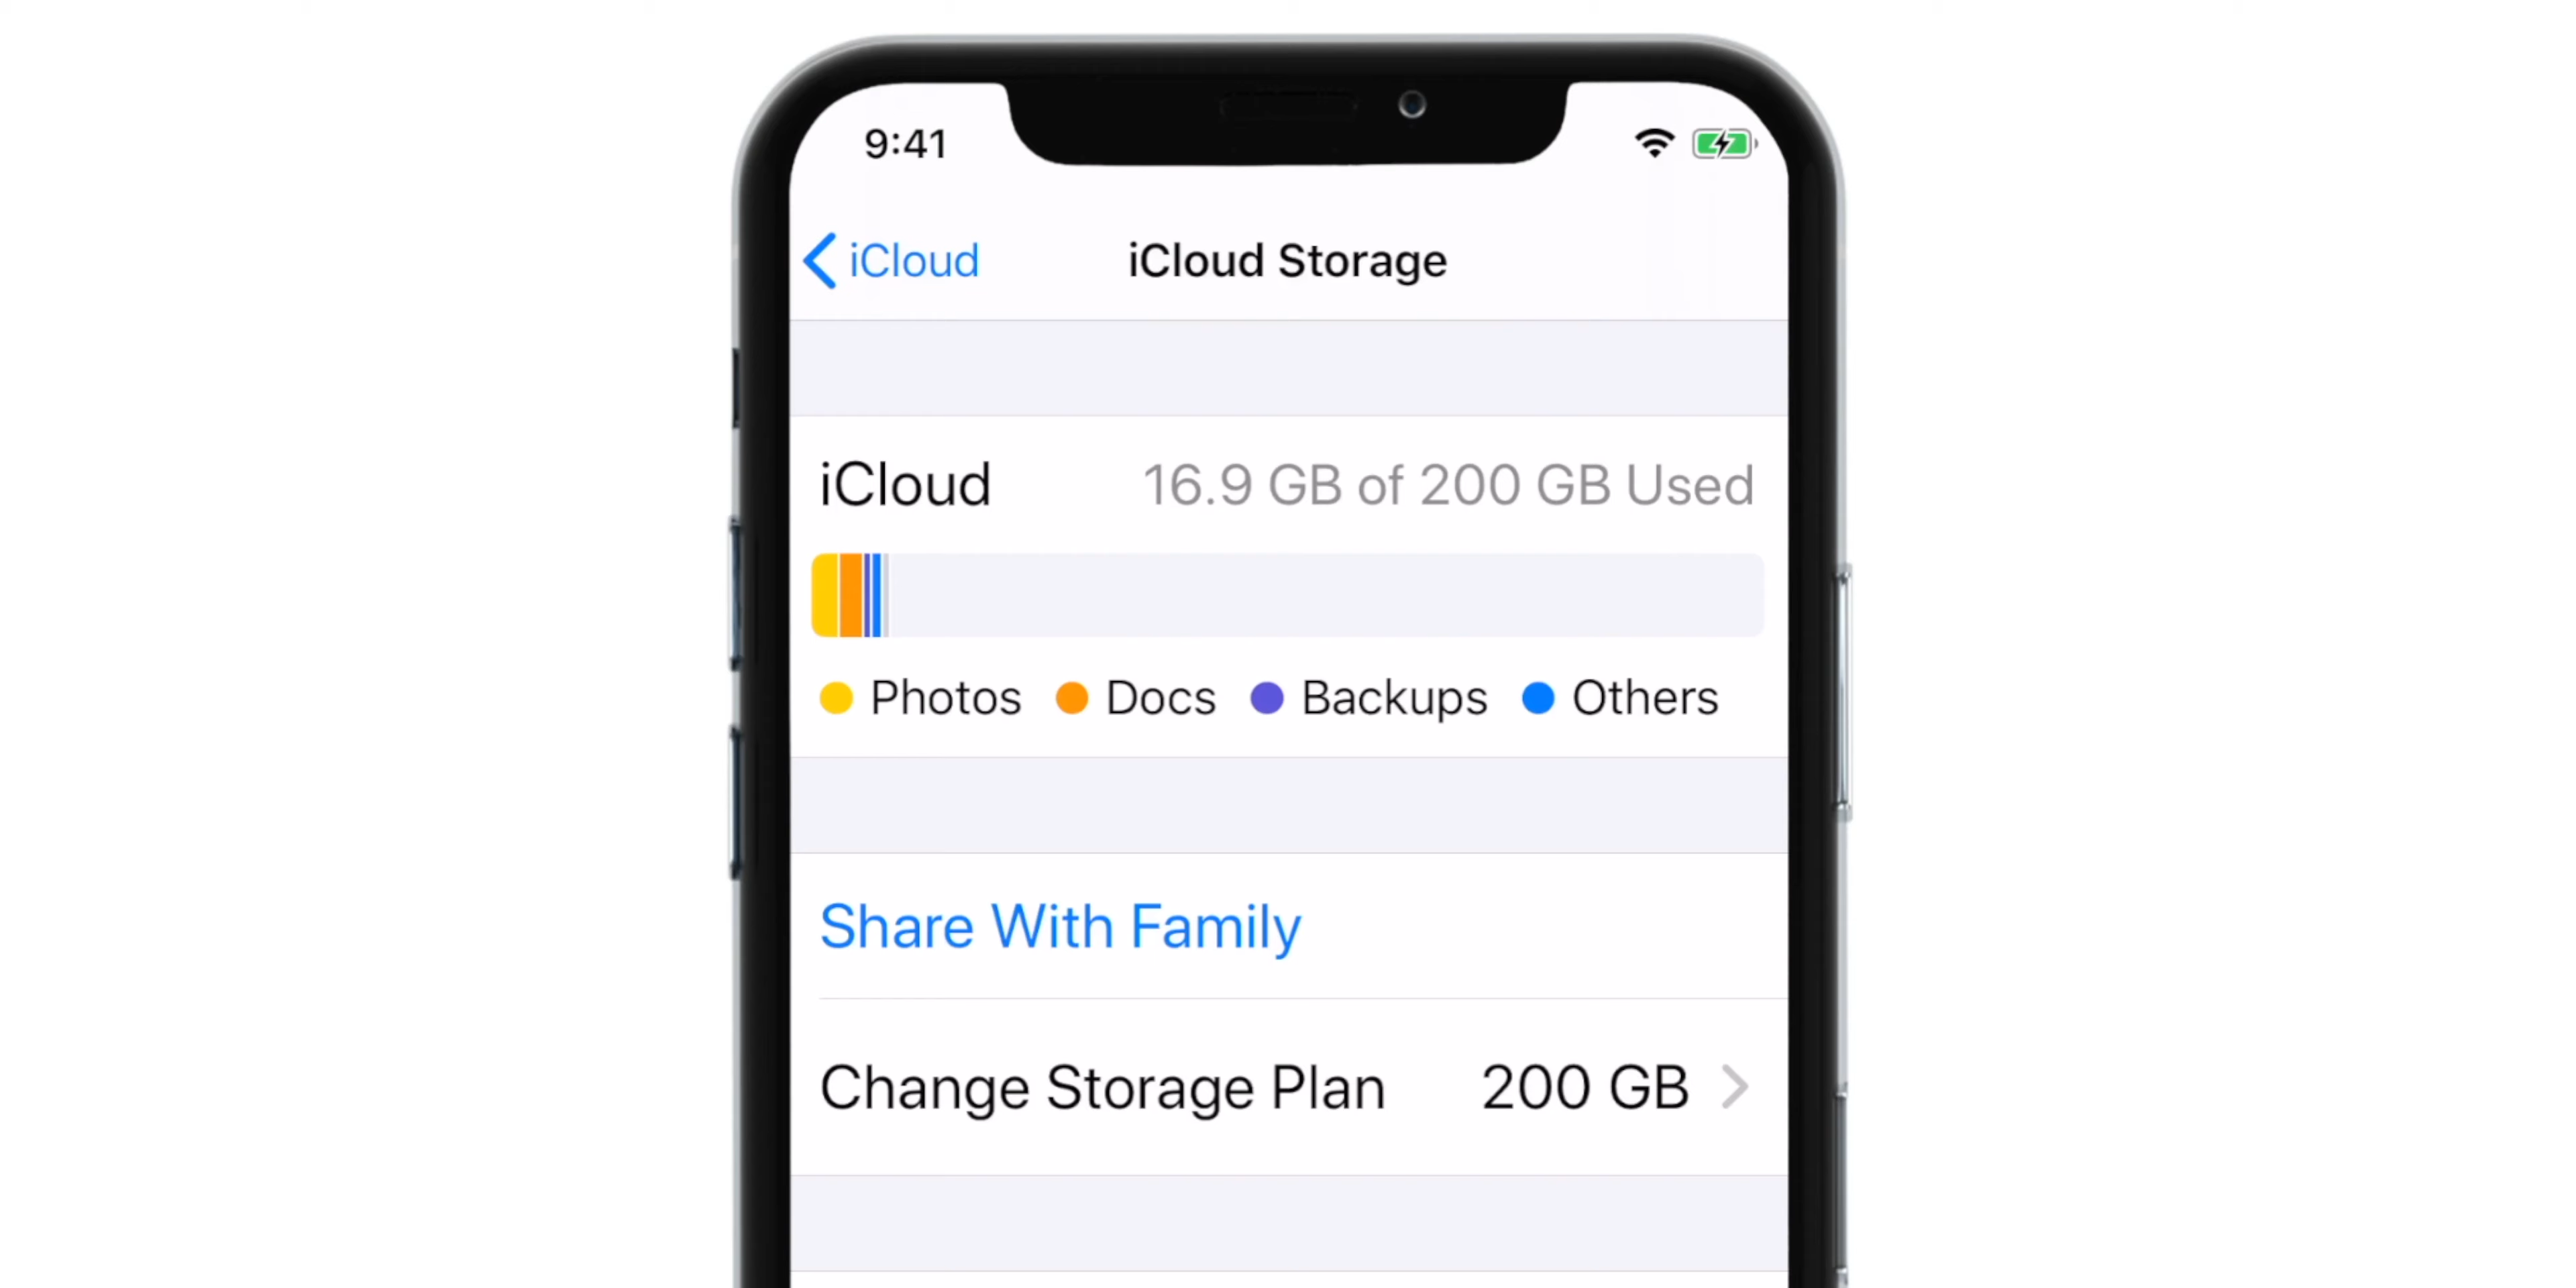 9:41
iCloud
iCloud Storage
iCloud 16.9 GB of 200 GB Used
Photos Docs Backups Others
Share With Family
Change Storage Plan 200 GB